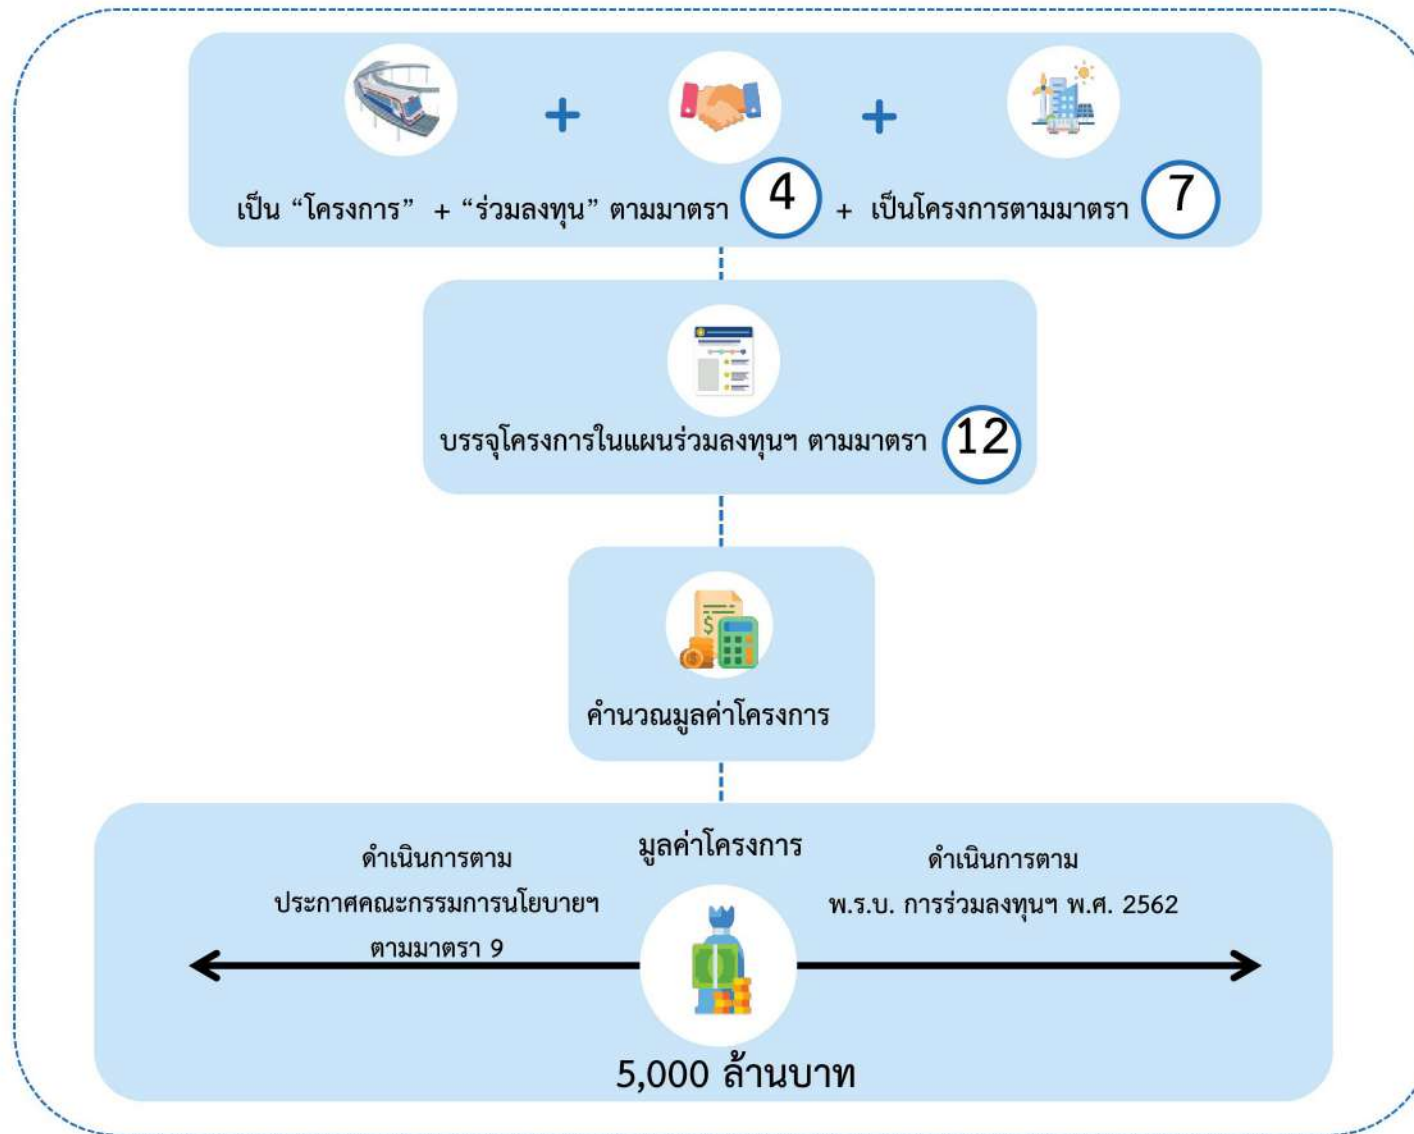 เป็น “โครงการ” + “ร่วมลงทุน” ตามมาตรา 4 + เป็นโครงการตามมาตรา 7
บรรจุโครงการในแผนร่วมลงทุนฯ ตามมาตรา 12
คำนวณมูลค่าโครงการ
มูลค่าโครงการ
ดำเนินการตาม
ประกาศคณะกรรมการนโยบายฯ
ตามมาตรา 9
ดำเนินการตาม
พ.ร.บ. การร่วมลงทุนฯ พ.ศ. 2562
5,000 ล้านบาท